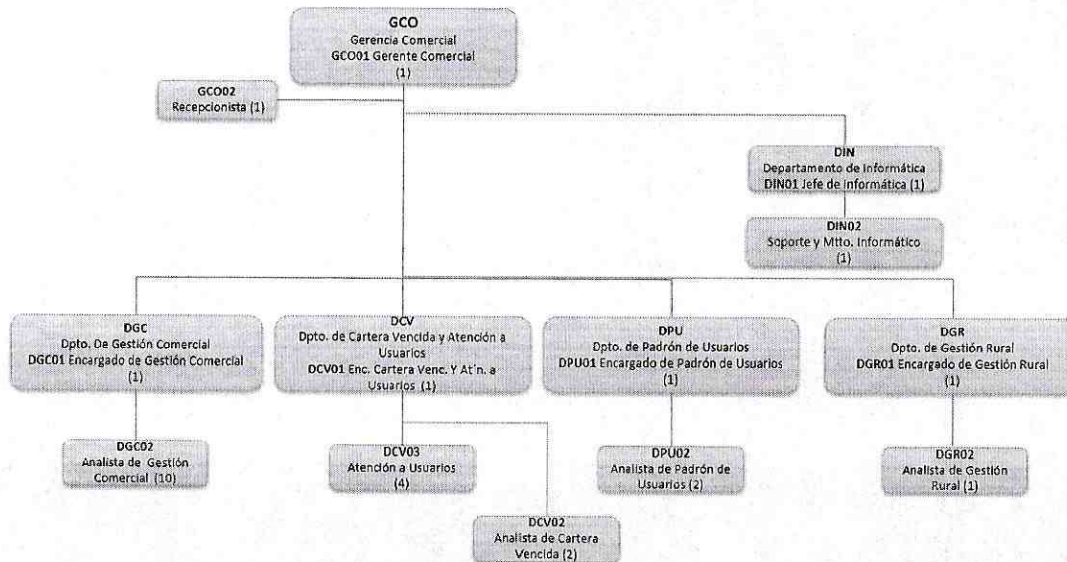 GCO
Gerencia Comercial
GCO01 Gerente Comercial
(1)
GCO02
Recepcionista (1)
DIN
Departamento de Informática
DIN01 Jefe de Informática (1)
DIN02
Soporte y Mtto. Informático
(1)
DGC
Dpto. De Gestión Comercial
DGC01 Encargado de Gestión Comercial
(1)
DCV
Dpto. de Cartera Vencida y Atención a
Usuarios
DCV01 Enc. Cartera Venc. Y At'n. a
Usuarios (1)
DPU
Dpto. de Padrón de Usuarios
DPU01 Encargado de Padrón de Usuarios
(1)
DGR
Dpto. de Gestión Rural
DGR01 Encargado de Gestión Rural
(1)
DGC02
Analista de Gestión
Comercial (10)
DCV03
Atención a Usuarios
(4)
DPU02
Analista de Padrón de
Usuarios (2)
DGR02
Analista de Gestión
Rural (1)
DCV02
Analista de Cartera
Vencida (2)